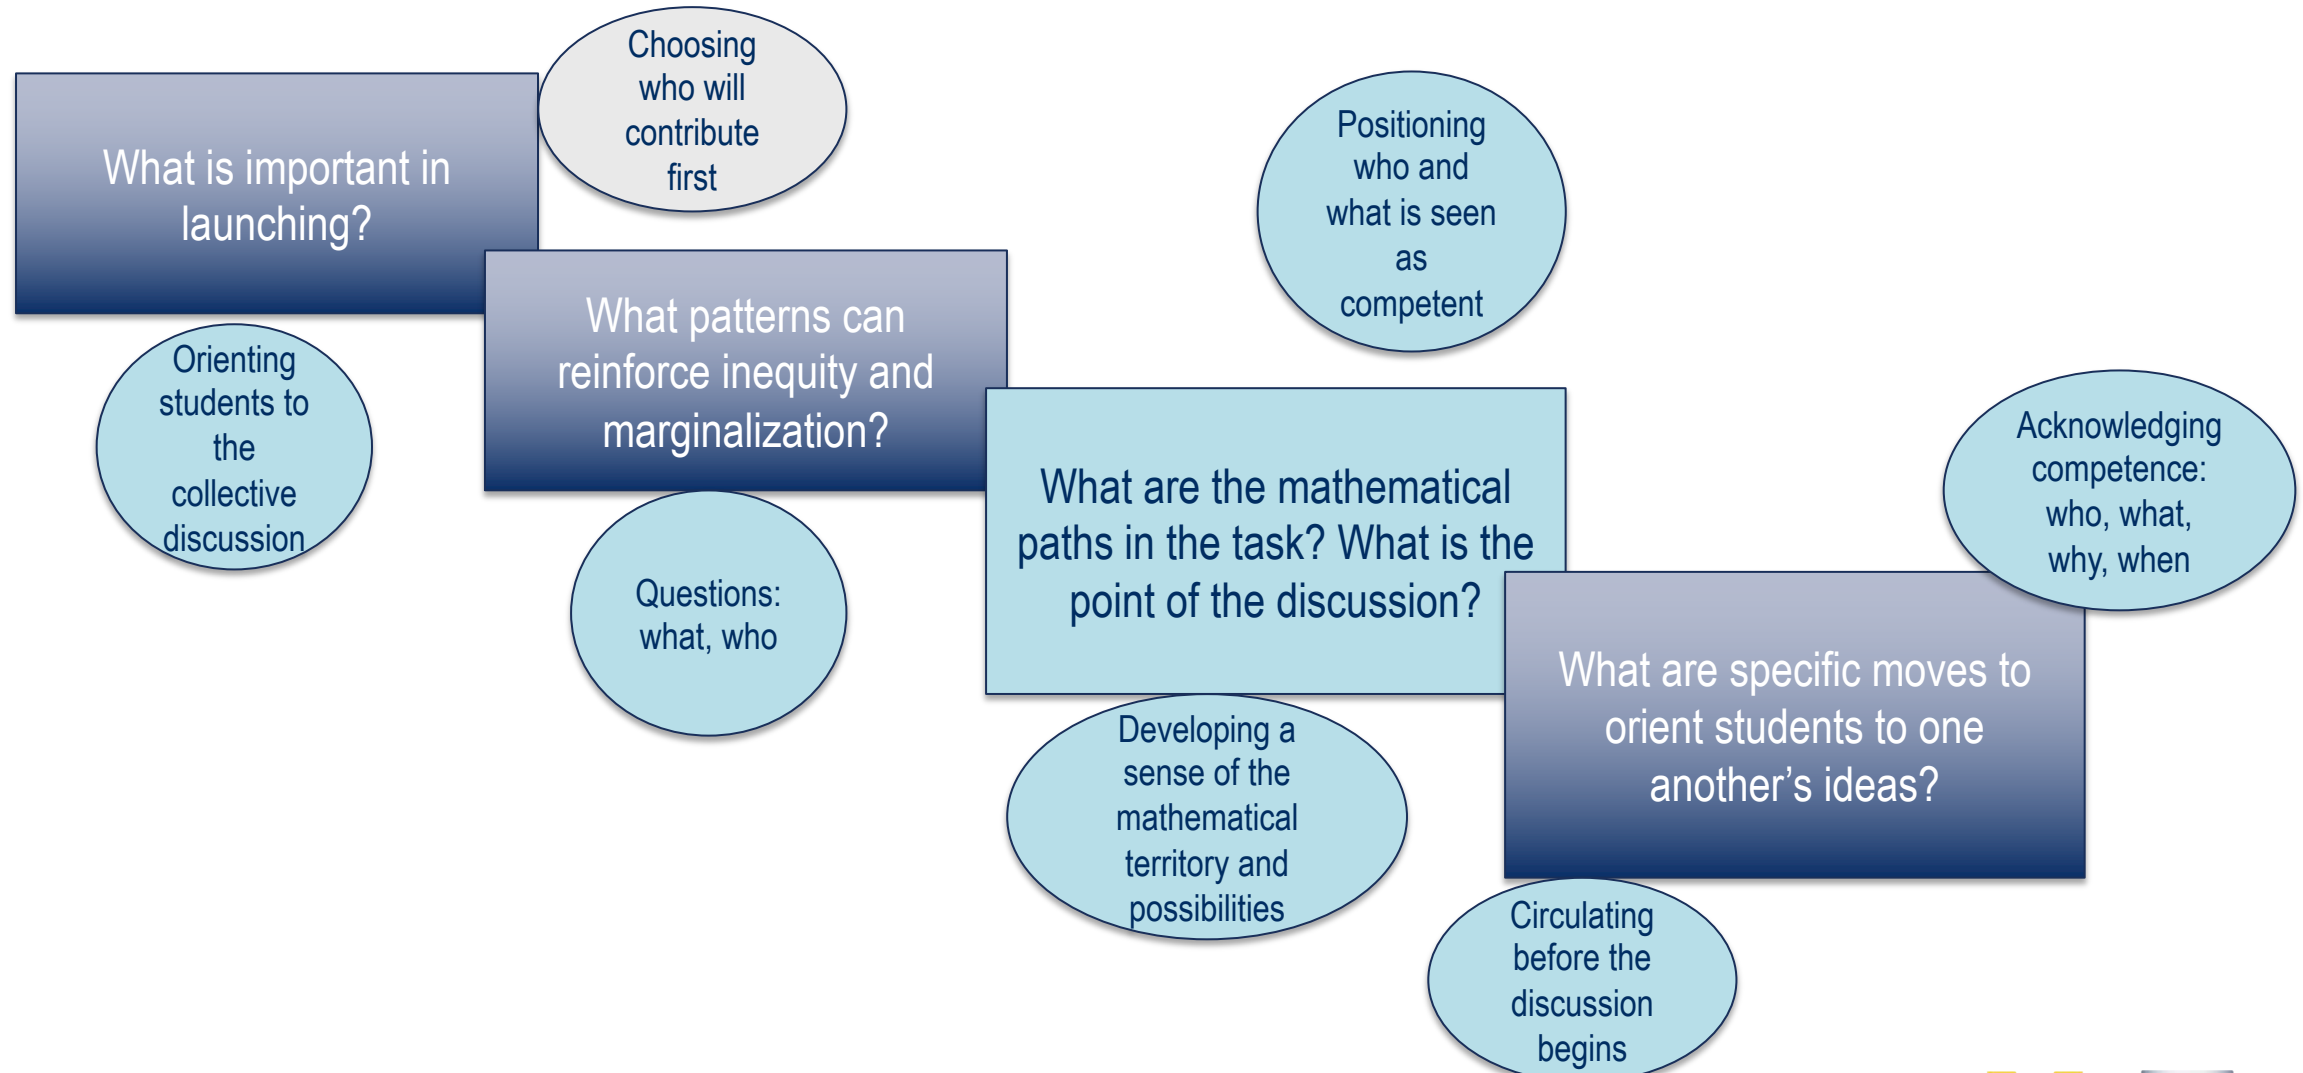 Choosing
who will
contribute
first
What is important in
launching?
Orienting
students to
the
collective
discussion
What patterns can
reinforce inequity and
marginalization?
Questions:
what, who
Positioning
who and
what is seen
as
competent
What are the mathematical
paths in the task? What is the
point of the discussion?
Developing a
sense of the
mathematical
territory and
possibilities
Acknowledging
competence:
who, what,
why, when
What are specific moves to
orient students to one
another’s ideas?
Circulating
before the
discussion
begins